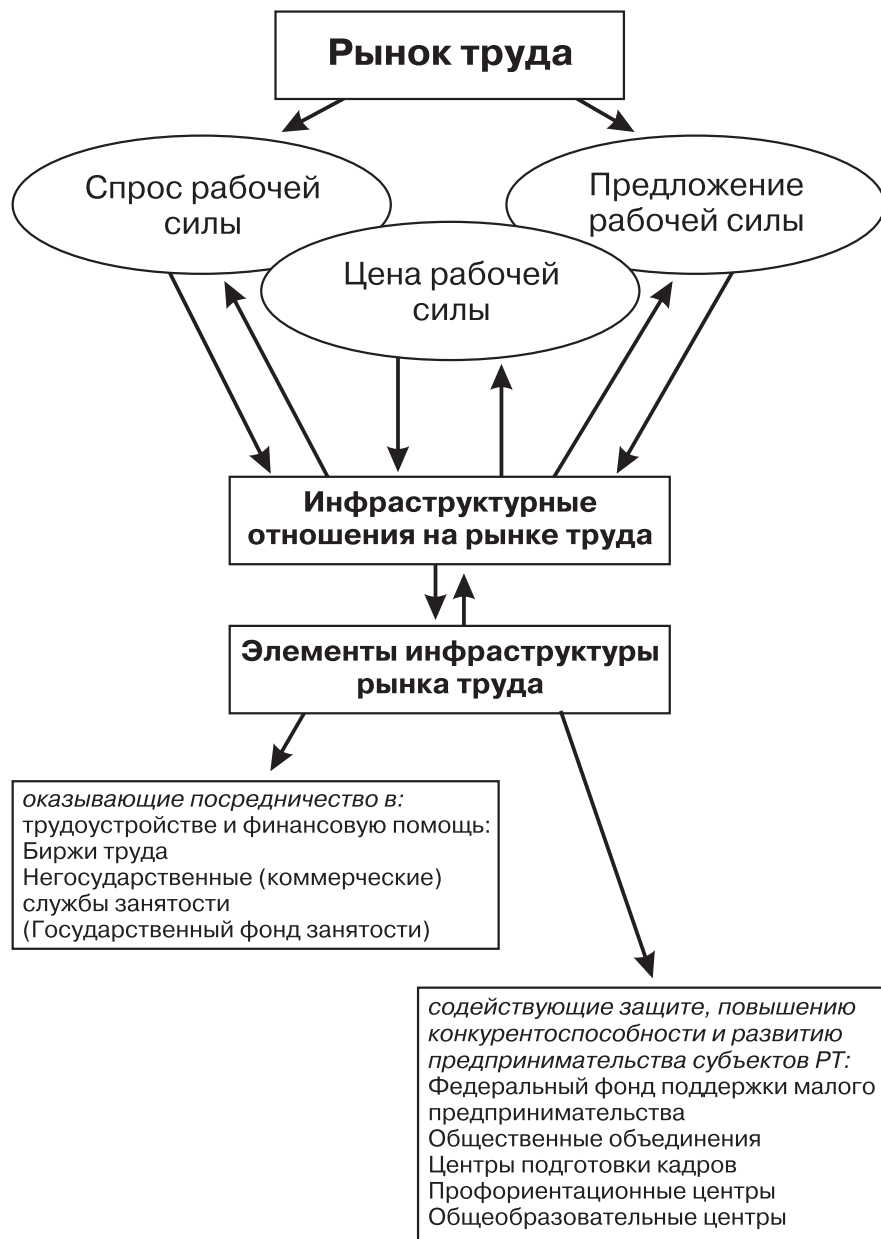 Рынок труда
Спрос рабочей
силы
Предложение
рабочей силы
Цена рабочей
силы
Инфраструктурные
отношения на рынке труда
Элементы инфраструктуры
рынка труда
оказывающие посредничество в:
трудоустройстве и финансовую помощь:
Биржи труда
Негосударственные (коммерческие)
службы занятости
(Государственный фонд занятости)
содействующие защите, повышению
конкурентоспособности и развитию
предпринимательства субъектов РТ:
Федеральный фонд поддержки малого
предпринимательства
Общественные объединения
Центры подготовки кадров
Профориентационные центры
Общеобразовательные центры